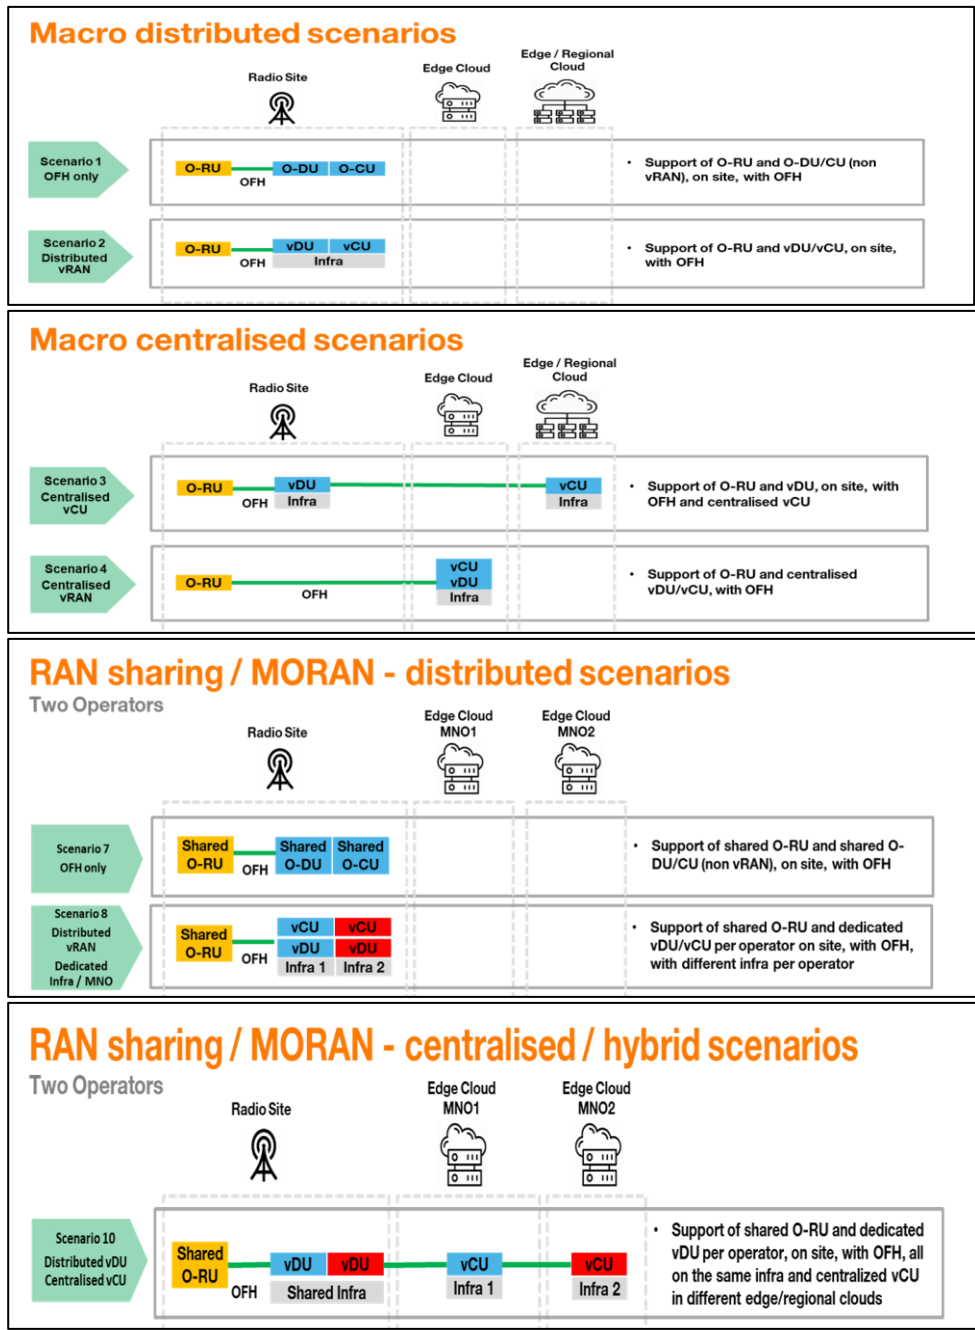 Macro distributed scenarios
Radio Site
Edge Cloud
Edge / Regional
Cloud
Scenario 1
OFH only
O-RU
OFH
O-DU
O-CU
• Support of O-RU and O-DU/CU (non
vRAN), on site, with OFH
Scenario 2
Distributed
vRAN
O-RU
OFH
vDU
vCU
Infra
• Support of O-RU and vDU/vCU, on site,
with OFH
Macro centralised scenarios
Radio Site
Edge Cloud
Edge / Regional
Cloud
Scenario 3
Centralised
vCU
O-RU
OFH
vDU
Infra
vCU
Infra
• Support of O-RU and vDU, on site, with
OFH and centralised vCU
Scenario 4
Centralised
vRAN
O-RU
OFH
vCU
vDU
Infra
• Support of O-RU and centralised
vDU/vCU, with OFH
RAN sharing / MORAN - distributed scenarios
Two Operators
Radio Site
Edge Cloud
MNO1
Edge Cloud
MNO2
Scenario 7
OFH only
Shared
O-RU
OFH
Shared
O-DU
Shared
O-CU
• Support of shared O-RU and shared O-
DU/CU (non vRAN), on site, with OFH
Scenario 8
Distributed
vRAN
Dedicated
Infra / MNO
Shared
O-RU
OFH
vCU
vCU
vDU
vDU
Infra 1
Infra 2
• Support of shared O-RU and dedicated
vDU/vCU per operator on site, with OFH,
with different infra per operator
RAN sharing / MORAN - centralised / hybrid scenarios
Two Operators
Radio Site
Edge Cloud
MNO1
Edge Cloud
MNO2
Scenario 10
Distributed vDU
Centralised vCU
Shared
O-RU
OFH
vDU
vDU
Shared Infra
vCU
Infra 1
vCU
Infra 2
• Support of shared O-RU and dedicated
vDU per operator, on site, with OFH, all
on the same infra and centralized vCU
in different edge/regional clouds